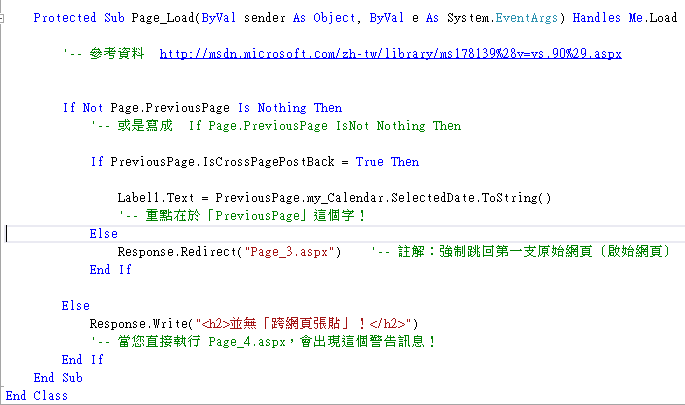 Protected Sub Page_Load(ByVal sender As Object, ByVal e As System.EventArgs) Handles Me.Load
'-- 參考資料  http://msdn.microsoft.com/zh-tw/library/ms178139%28v=vs.90%29.aspx
If Not Page.PreviousPage Is Nothing Then
'-- 或是寫成  If Page.PreviousPage IsNot Nothing Then
If PreviousPage.IsCrossPagePostBack = True Then
Label1.Text = PreviousPage.my_Calendar.SelectedDate.ToString()
'-- 重點在於「PreviousPage」這個字!
Else
Response.Redirect("Page_3.aspx")    '-- 註解:強制跳回第一支原始網頁〔啟始網頁〕
End If
Else
Response.Write("<h2>並無「跨網頁張貼」!</h2>")
'-- 當您直接執行 Page_4.aspx,會出現這個警告訊息!
End If
End Sub
End Class